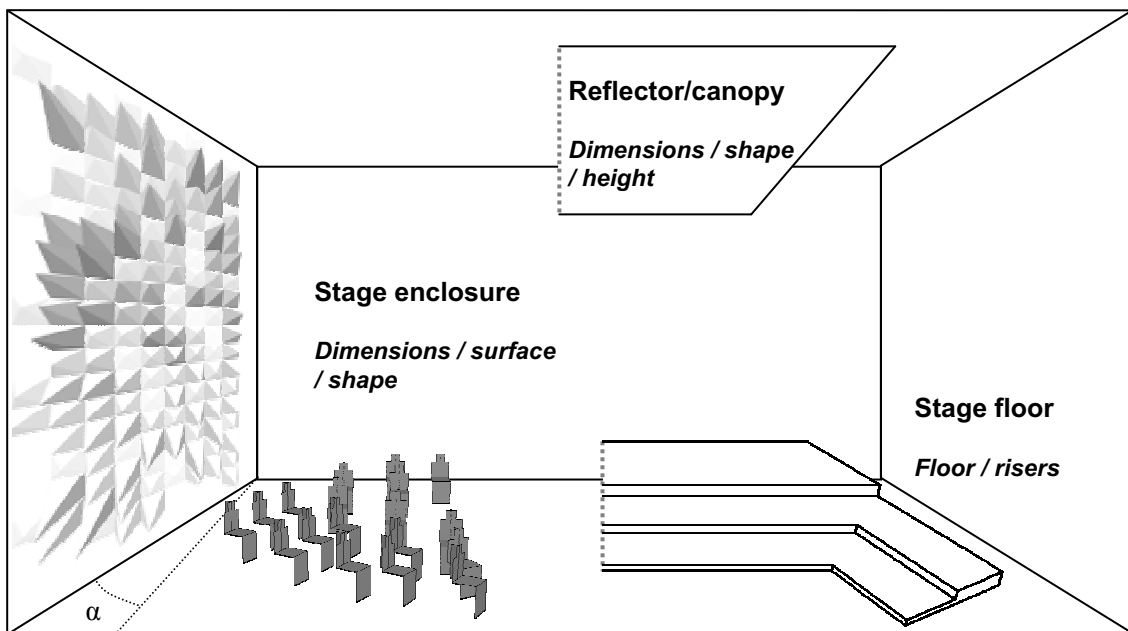 Reflector/canopy
Dimensions / shape
/ height
Stage enclosure
Dimensions / surface
/ shape
Stage floor
Floor / risers
α